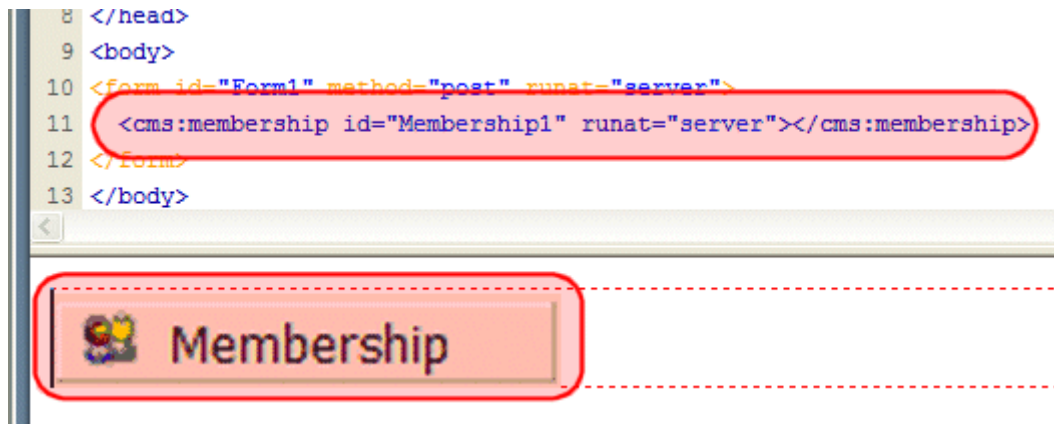 8 </head>
9 <body>
10 <form id="Form1" method="post" runat="server">
11 <cms:membership id="Membership1" runat="server"></cms:membership>
12 </form>
13 </body>
Membership